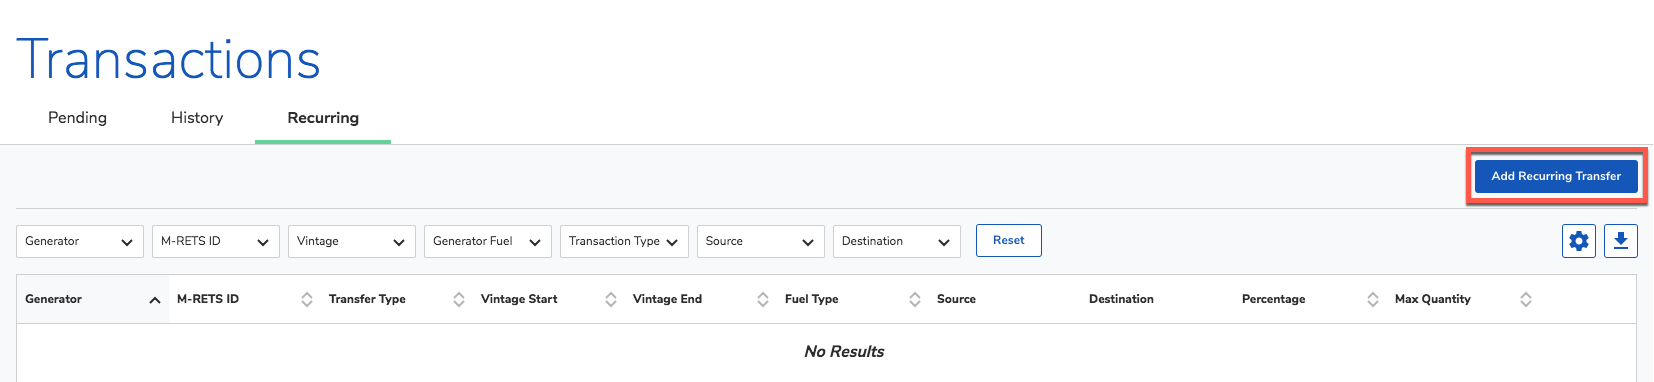 Transactions
Pending History Recurring
Add Recurring Transfer
Generator M-RETS ID Vintage Generator Fuel Transaction Type Source Destination Reset
Generator M-RETS ID Transfer Type Vintage Start Vintage End Fuel Type Source Destination Percentage Max Quantity
No Results